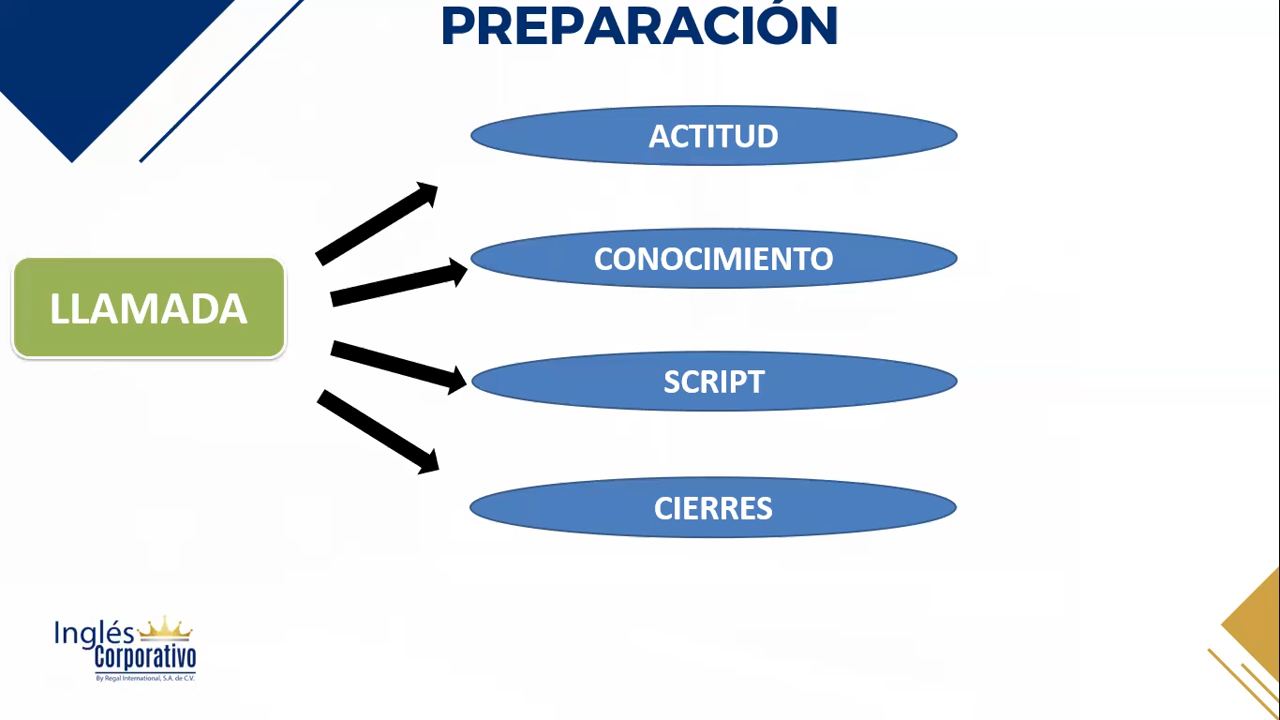 PREPARACIÓN
ACTITUD
CONOCIMIENTO
LLAMADA
SCRIPT
CIERRES
Inglés
Corporativo
By Regal International, S.A. de C.V.